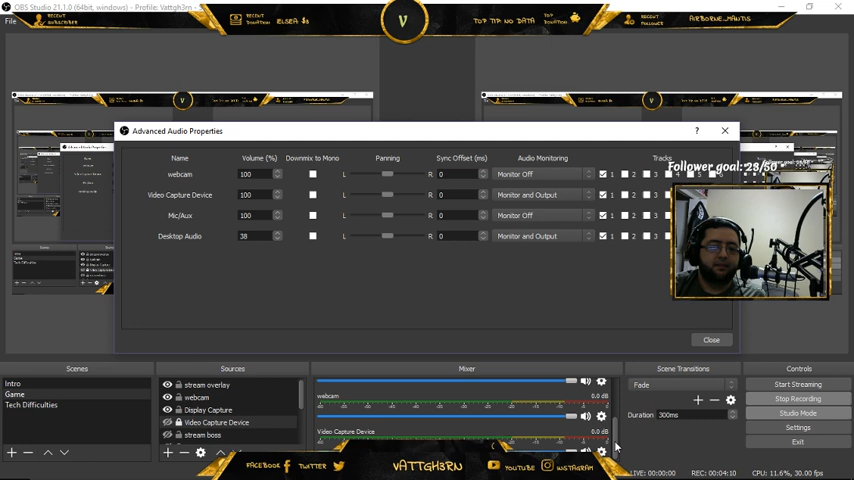 OBS Studio 21.1.0 (64bit, windows) - Profile: Vattgh3rn -
File
RECENT SUBSCRIBER
RECENT DONATION
ELSEA $3
V
TOP TIP NO DATA
TOP DONATION
RECENT FOLLOWER
AIRBORNE_MANTIS
Advanced Audio Properties
? ✕
Name Volume (%) Downmix to Mono Panning Sync Offset (ms) Audio Monitoring Tracks
Follower goal: 28/50
webcam 100 L R 0 Monitor Off 1 2 3 4 5
Video Capture Device 100 L R 0 Monitor and Output 1 2 3
Mic/Aux 100 L R 0 Monitor Off 1 2 3
Desktop Audio 38 L R 0 Monitor and Output 1 2 3
Close
Scenes Sources Mixer Scene Transitions Controls
Intro
Game
Tech Difficulties
stream overlay
webcam
Display Capture
Video Capture Device
stream boss
webcam 0.0 dB
Video Capture Device 0.0 dB
Fade
Duration 300ms
Start Streaming
Stop Recording
Studio Mode
Settings
Exit
FACEBOOK TWITTER VATTGH3RN YOUTUBE INSTAGRAM
LIVE: 00:00:00 REC: 00:04:10 CPU: 11.6%, 30.00 fps